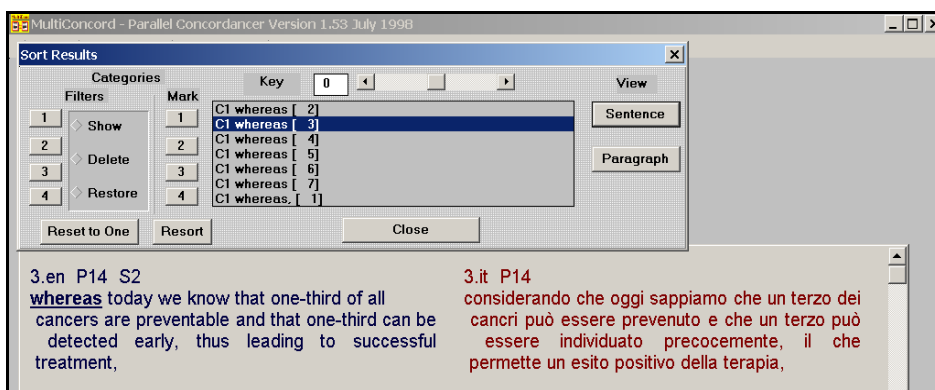 MultiConcord - Parallel Concordancer Version 1.53 July 1998
Sort Results
Categories
Filters
Mark
Key
0
View
1
2
3
4
Show
Delete
Restore
1
2
3
4
C1 whereas [ 2]
C1 whereas [ 3]
C1 whereas [ 4]
C1 whereas [ 5]
C1 whereas [ 6]
C1 whereas [ 7]
C1 whereas, [ 1]
Sentence
Paragraph
Reset to One
Resort
Close
3.en P14 S2
whereas today we know that one-third of all
cancers are preventable and that one-third can be
detected early, thus leading to successful
treatment,
3.it P14
considerando che oggi sappiamo che un terzo dei
cancri può essere prevenuto e che un terzo può
essere individuato precocemente, il che
permette un esito positivo della terapia,